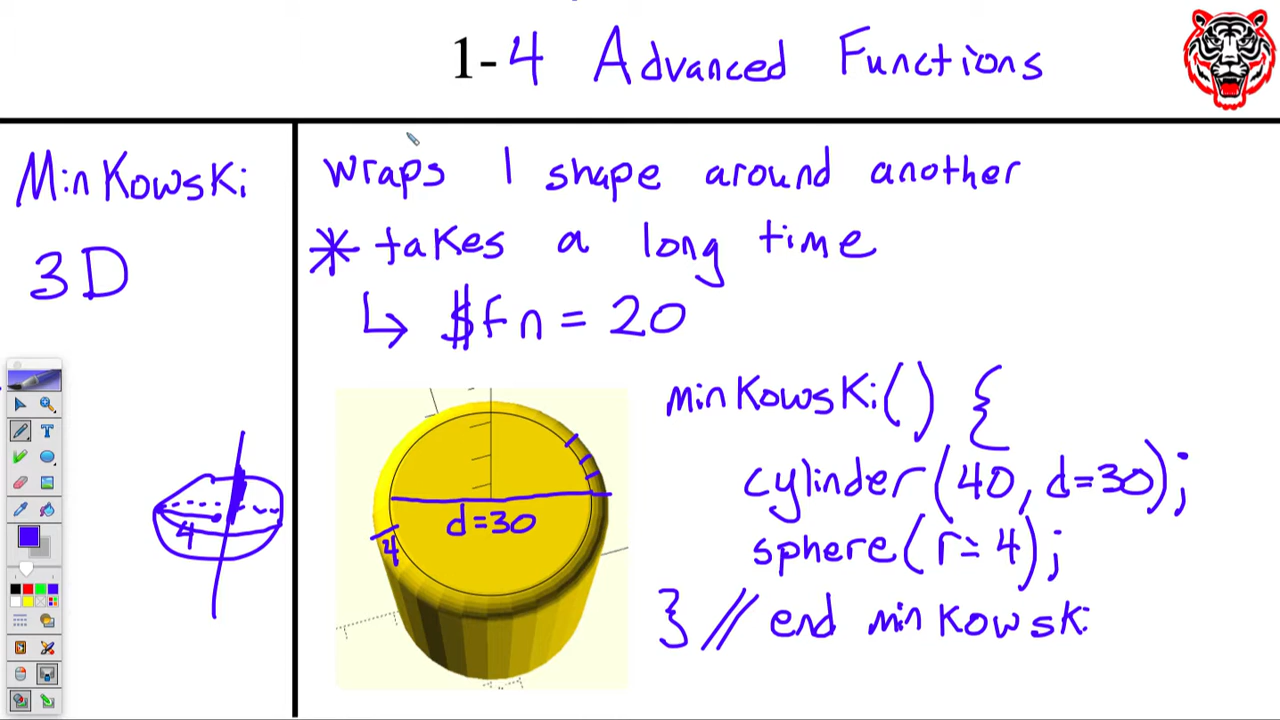 1-4 Advanced Functions
MinKowsKi
3D
wraps 1 shape around another
* takes a long time
↳ $fn = 20
minKowsKi() {
cylinder(40, d=30);
sphere(r=4);
} // end minkowski
d=30
4
4
T